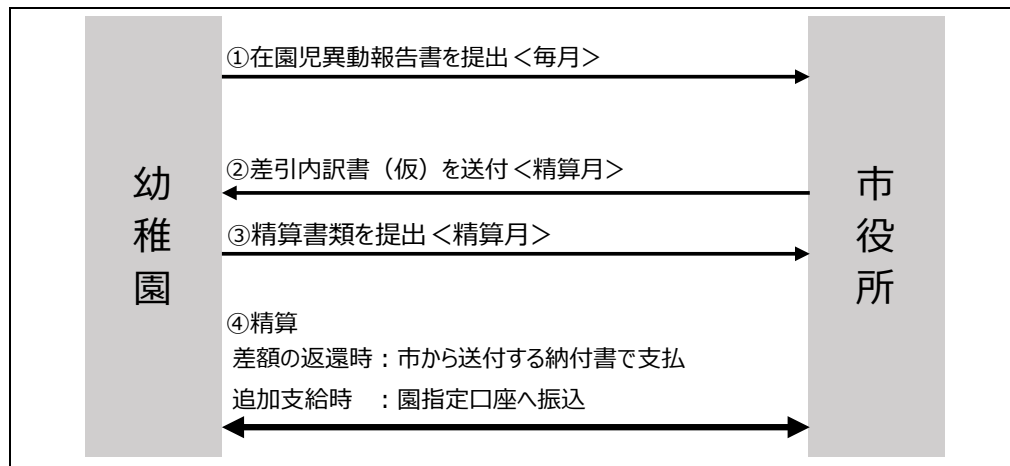 ①在園児異動報告書を提出＜毎月＞
②差引内訳書（仮）を送付＜精算月＞
幼稚園
市役所
③精算書類を提出＜精算月＞
④精算
差額の返還時：市から送付する納付書で支払
追加支給時　：園指定口座へ振込